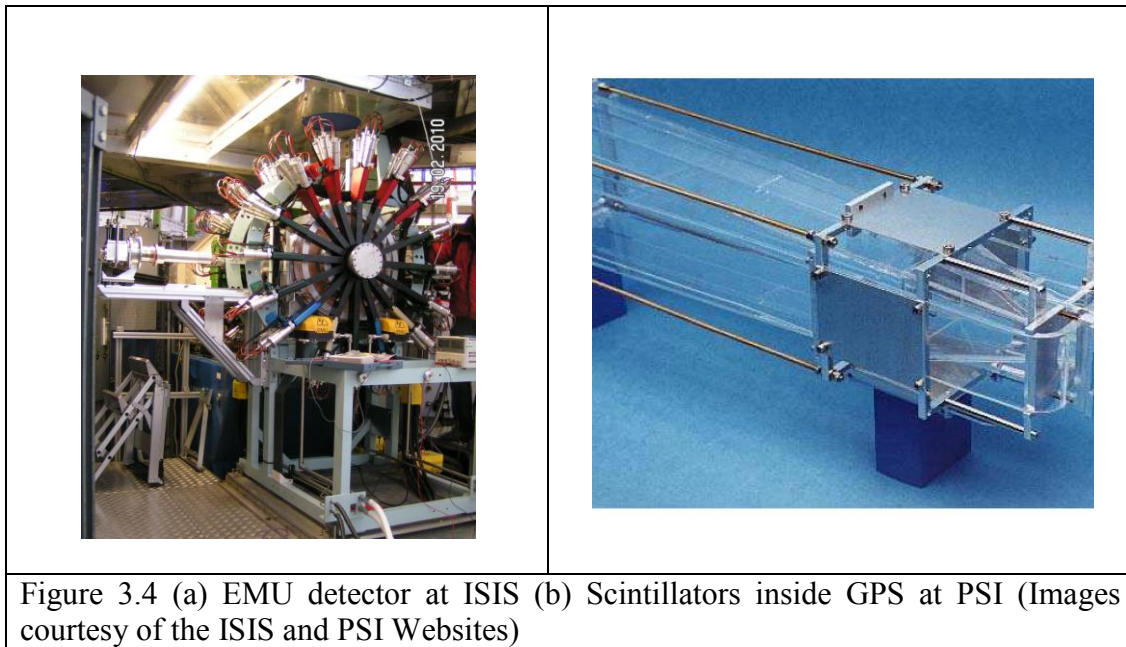 19.02.2010
Figure 3.4 (a) EMU detector at ISIS (b) Scintillators inside GPS at PSI (Images
courtesy of the ISIS and PSI Websites)